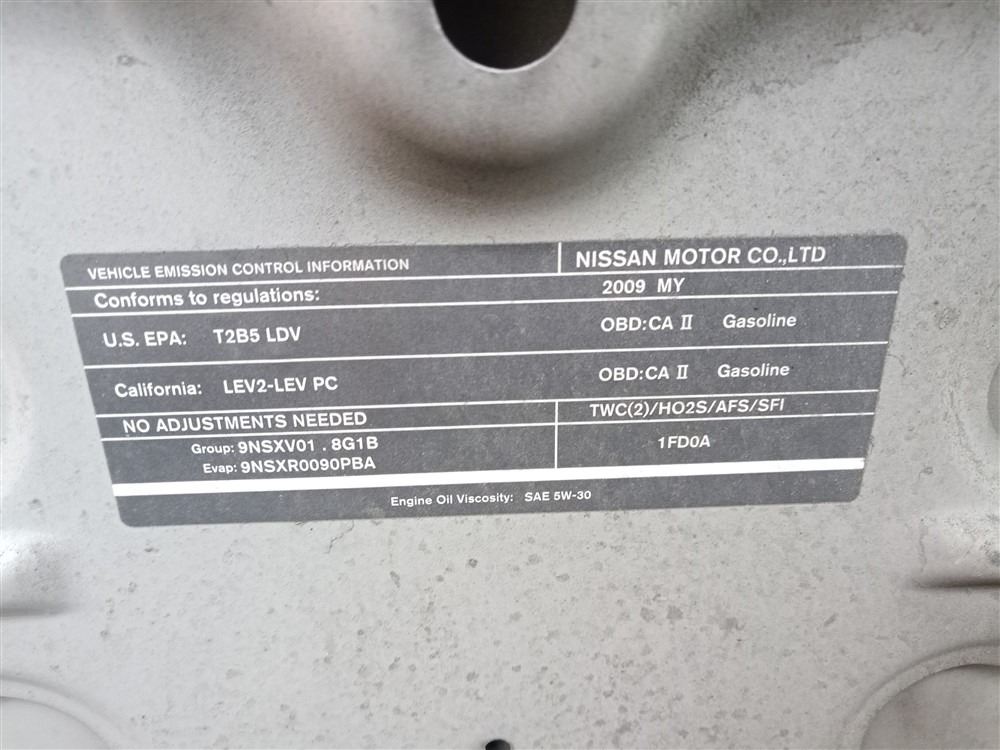 VEHICLE EMISSION CONTROL INFORMATION
NISSAN MOTOR CO.,LTD
Conforms to regulations:
2009 MY
U.S. EPA: T2B5 LDV
OBD:CA II Gasoline
California: LEV2-LEV PC
OBD:CA II Gasoline
NO ADJUSTMENTS NEEDED
TWC(2)/HO2S/AFS/SFI
Group: 9NSXV01 . 8G1B
Evap: 9NSXR0090PBA
1FD0A
Engine Oil Viscosity: SAE 5W-30